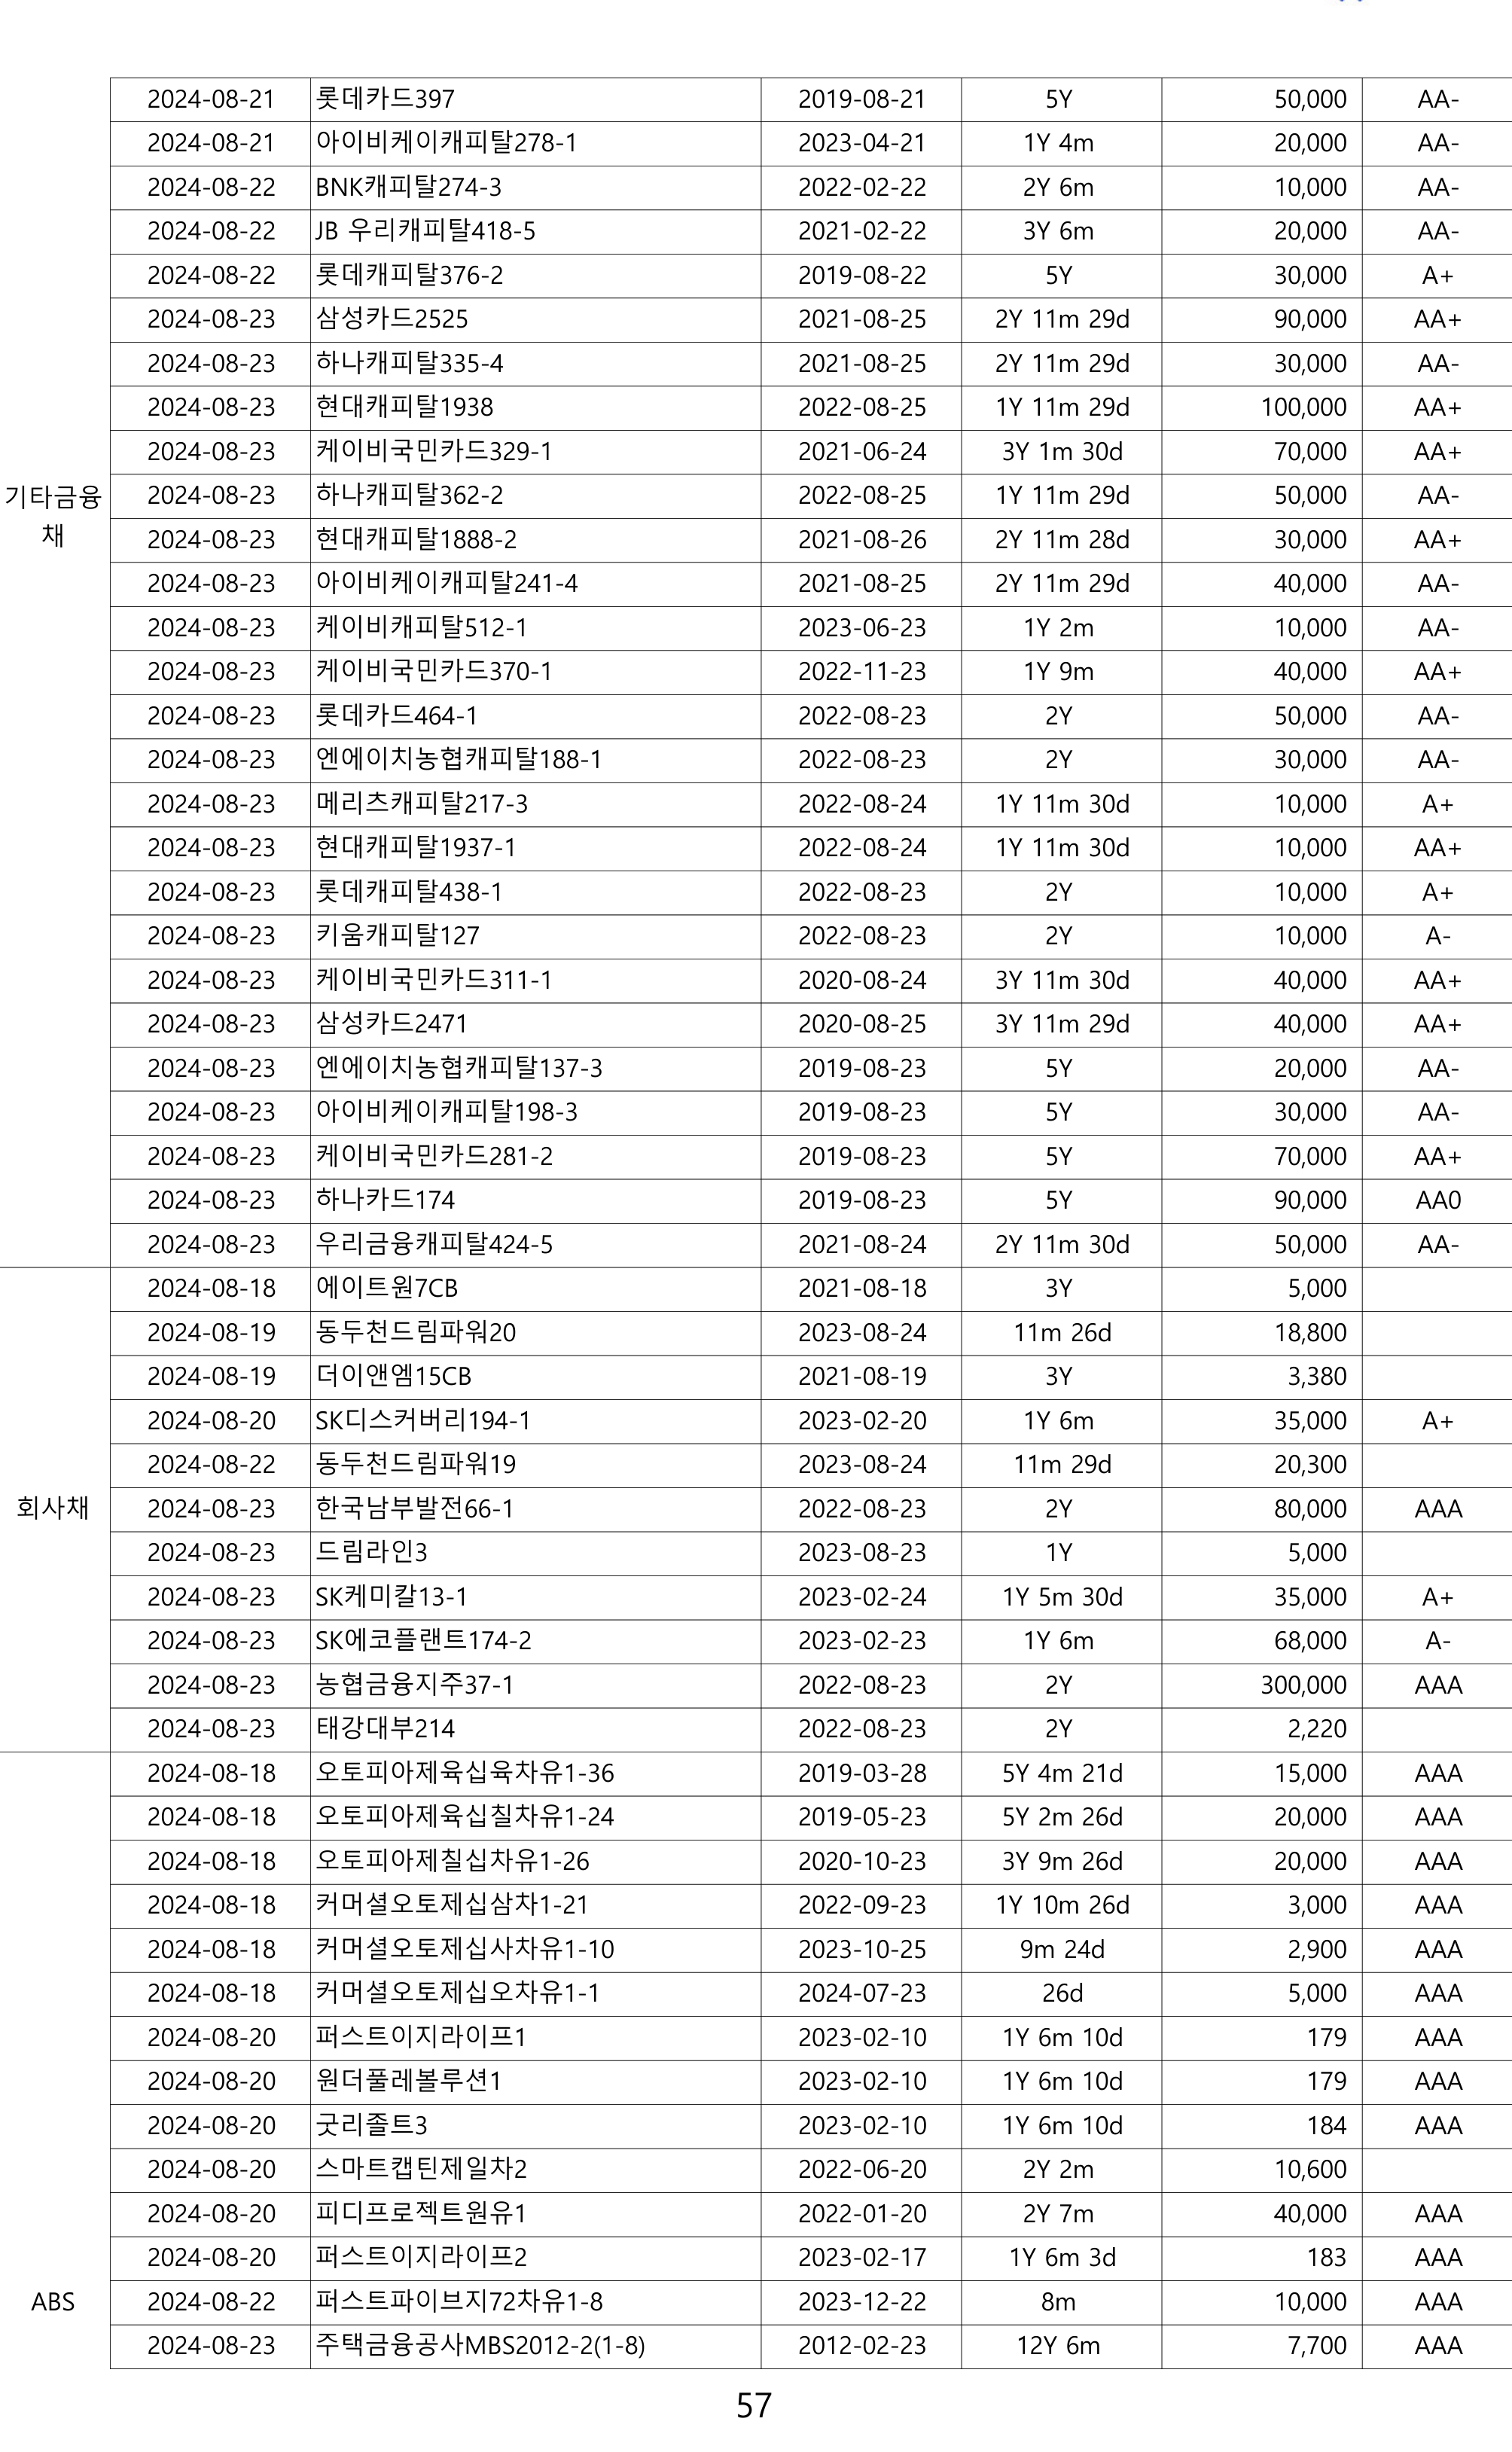 2024-08-21 롯데카드397 2019-08-21 5Y 50,000 AA-
2024-08-21 아이비케이캐피탈278-1 2023-04-21 1Y 4m 20,000 AA-
2024-08-22 BNK캐피탈274-3 2022-02-22 2Y 6m 10,000 AA-
2024-08-22 JB 우리캐피탈418-5 2021-02-22 3Y 6m 20,000 AA-
2024-08-22 롯데캐피탈376-2 2019-08-22 5Y 30,000 A+
2024-08-23 삼성카드2525 2021-08-25 2Y 11m 29d 90,000 AA+
2024-08-23 하나캐피탈335-4 2021-08-25 2Y 11m 29d 30,000 AA-
2024-08-23 현대캐피탈1938 2022-08-25 1Y 11m 29d 100,000 AA+
2024-08-23 케이비국민카드329-1 2021-06-24 3Y 1m 30d 70,000 AA+
기타금융
채
2024-08-23 하나캐피탈362-2 2022-08-25 1Y 11m 29d 50,000 AA-
2024-08-23 현대캐피탈1888-2 2021-08-26 2Y 11m 28d 30,000 AA+
2024-08-23 아이비케이캐피탈241-4 2021-08-25 2Y 11m 29d 40,000 AA-
2024-08-23 케이비캐피탈512-1 2023-06-23 1Y 2m 10,000 AA-
2024-08-23 케이비국민카드370-1 2022-11-23 1Y 9m 40,000 AA+
2024-08-23 롯데카드464-1 2022-08-23 2Y 50,000 AA-
2024-08-23 엔에이치농협캐피탈188-1 2022-08-23 2Y 30,000 AA-
2024-08-23 메리츠캐피탈217-3 2022-08-24 1Y 11m 30d 10,000 A+
2024-08-23 현대캐피탈1937-1 2022-08-24 1Y 11m 30d 10,000 AA+
2024-08-23 롯데캐피탈438-1 2022-08-23 2Y 10,000 A+
2024-08-23 키움캐피탈127 2022-08-23 2Y 10,000 A-
2024-08-23 케이비국민카드311-1 2020-08-24 3Y 11m 30d 40,000 AA+
2024-08-23 삼성카드2471 2020-08-25 3Y 11m 29d 40,000 AA+
2024-08-23 엔에이치농협캐피탈137-3 2019-08-23 5Y 20,000 AA-
2024-08-23 아이비케이캐피탈198-3 2019-08-23 5Y 30,000 AA-
2024-08-23 케이비국민카드281-2 2019-08-23 5Y 70,000 AA+
2024-08-23 하나카드174 2019-08-23 5Y 90,000 AA0
2024-08-23 우리금융캐피탈424-5 2021-08-24 2Y 11m 30d 50,000 AA-
2024-08-18 에이트원7CB 2021-08-18 3Y 5,000
2024-08-19 동두천드림파워20 2023-08-24 11m 26d 18,800
2024-08-19 더이앤엠15CB 2021-08-19 3Y 3,380
2024-08-20 SK디스커버리194-1 2023-02-20 1Y 6m 35,000 A+
2024-08-22 동두천드림파워19 2023-08-24 11m 29d 20,300
회사채 2024-08-23 한국남부발전66-1 2022-08-23 2Y 80,000 AAA
2024-08-23 드림라인3 2023-08-23 1Y 5,000
2024-08-23 SK케미칼13-1 2023-02-24 1Y 5m 30d 35,000 A+
2024-08-23 SK에코플랜트174-2 2023-02-23 1Y 6m 68,000 A-
2024-08-23 농협금융지주37-1 2022-08-23 2Y 300,000 AAA
2024-08-23 태강대부214 2022-08-23 2Y 2,220
2024-08-18 오토피아제육십육차유1-36 2019-03-28 5Y 4m 21d 15,000 AAA
2024-08-18 오토피아제육십칠차유1-24 2019-05-23 5Y 2m 26d 20,000 AAA
2024-08-18 오토피아제칠십차유1-26 2020-10-23 3Y 9m 26d 20,000 AAA
2024-08-18 커머셜오토제십삼차1-21 2022-09-23 1Y 10m 26d 3,000 AAA
2024-08-18 커머셜오토제십사차유1-10 2023-10-25 9m 24d 2,900 AAA
2024-08-18 커머셜오토제십오차유1-1 2024-07-23 26d 5,000 AAA
2024-08-20 퍼스트이지라이프1 2023-02-10 1Y 6m 10d 179 AAA
2024-08-20 원더풀레볼루션1 2023-02-10 1Y 6m 10d 179 AAA
2024-08-20 굿리졸트3 2023-02-10 1Y 6m 10d 184 AAA
2024-08-20 스마트캡틴제일차2 2022-06-20 2Y 2m 10,600
2024-08-20 피디프로젝트원유1 2022-01-20 2Y 7m 40,000 AAA
2024-08-20 퍼스트이지라이프2 2023-02-17 1Y 6m 3d 183 AAA
ABS 2024-08-22 퍼스트파이브지72차유1-8 2023-12-22 8m 10,000 AAA
2024-08-23 주택금융공사MBS2012-2(1-8) 2012-02-23 12Y 6m 7,700 AAA
57